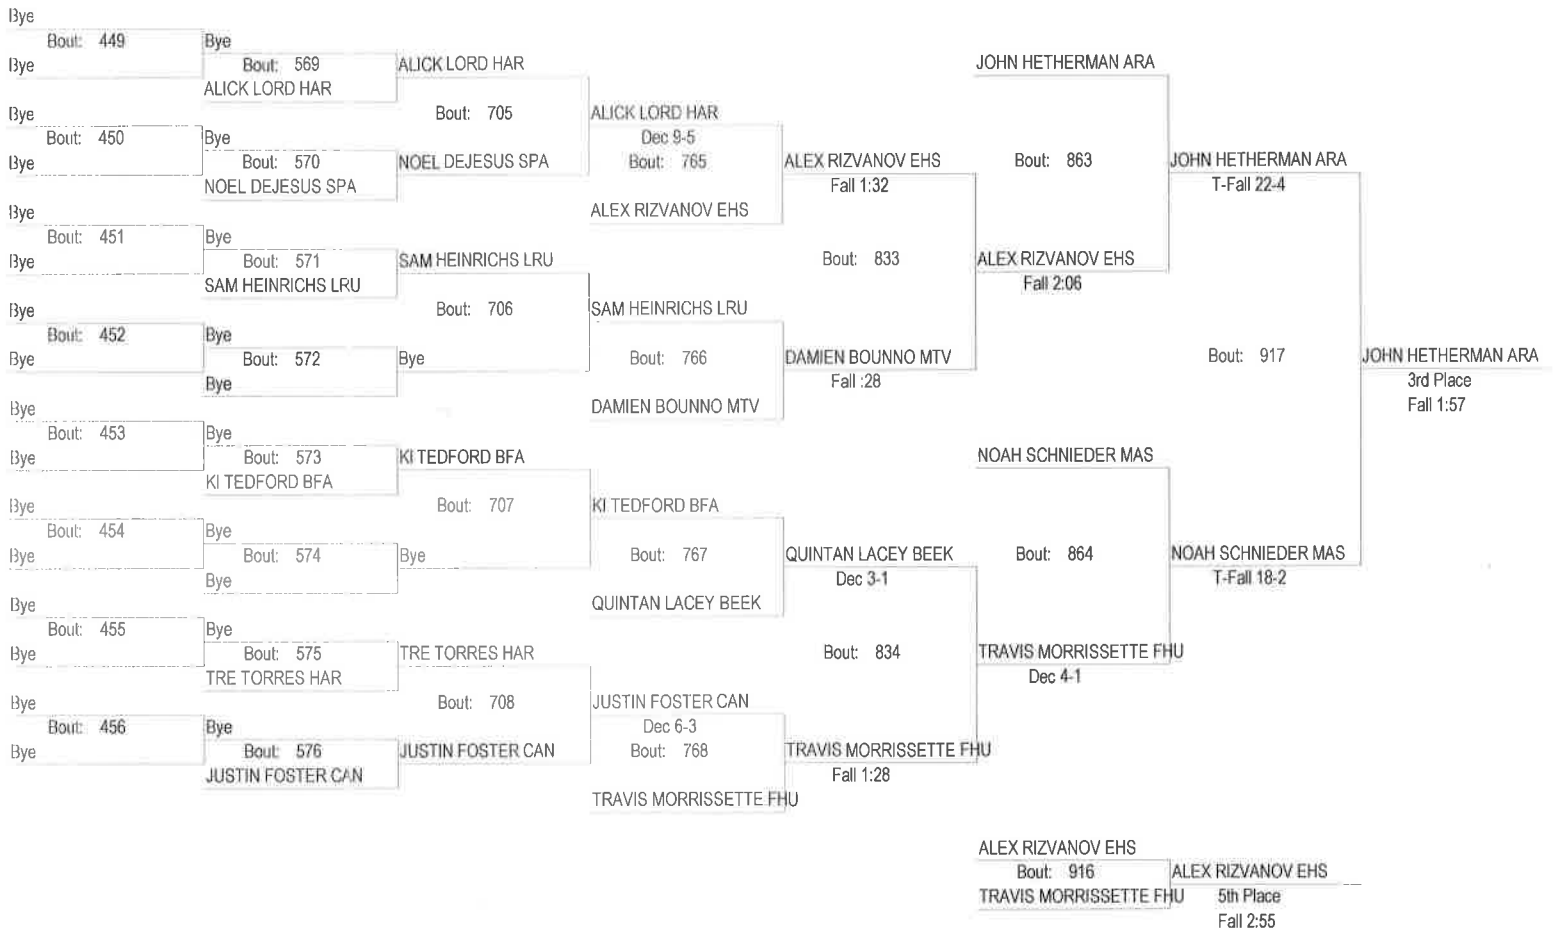 Bye
Bout: 449
Bye
Bye
Bout: 450
Bye
Bye
Bout: 451
Bye
Bye
Bout: 452
Bye
Bye
Bout: 453
Bye
Bye
Bout: 454
Bye
Bye
Bout: 455
Bye
Bye
Bout: 456
Bye
Bye
Bout: 569
ALICK LORD HAR
Bye
Bout: 570
NOEL DEJESUS SPA
Bye
Bout: 571
SAM HEINRICHS LRU
Bye
Bout: 572
Bye
Bye
Bout: 573
KI TEDFORD BFA
Bye
Bout: 574
Bye
Bye
Bout: 575
TRE TORRES HAR
Bye
Bout: 576
JUSTIN FOSTER CAN
ALICK LORD HAR
Bout: 705
NOEL DEJESUS SPA
SAM HEINRICHS LRU
Bout: 706
Bye
KI TEDFORD BFA
Bout: 707
Bye
TRE TORRES HAR
Bout: 708
JUSTIN FOSTER CAN
ALICK LORD HAR
Dec 9-5
Bout: 765
ALEX RIZVANOV EHS
SAM HEINRICHS LRU
Bout: 766
DAMIEN BOUNNO MTV
KI TEDFORD BFA
Bout: 767
QUINTAN LACEY BEEK
JUSTIN FOSTER CAN
Dec 6-3
Bout: 768
TRAVIS MORRISSETTE FHU
ALEX RIZVANOV EHS
Fall 1:32
Bout: 833
DAMIEN BOUNNO MTV
Fall :28
QUINTAN LACEY BEEK
Dec 3-1
Bout: 834
TRAVIS MORRISSETTE FHU
Fall 1:28
JOHN HETHERMAN ARA
Bout: 863
ALEX RIZVANOV EHS
Fall 2:06
NOAH SCHNIEDER MAS
Bout: 864
TRAVIS MORRISSETTE FHU
Dec 4-1
JOHN HETHERMAN ARA
T-Fall 22-4
Bout: 917
NOAH SCHNIEDER MAS
T-Fall 18-2
JOHN HETHERMAN ARA
3rd Place
Fall 1:57
ALEX RIZVANOV EHS
Bout: 916
TRAVIS MORRISSETTE FHU
ALEX RIZVANOV EHS
5th Place
Fall 2:55